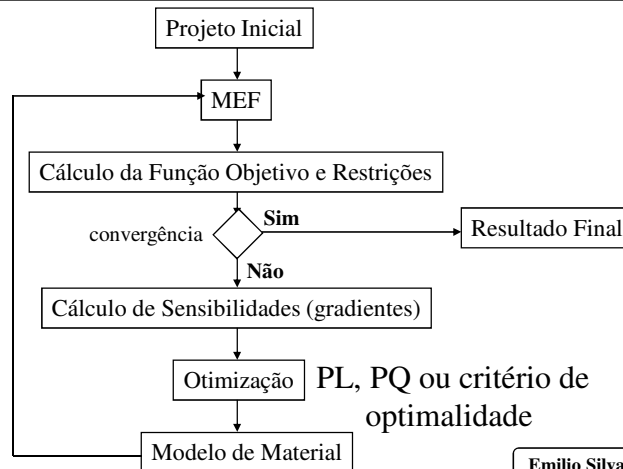 Projeto Inicial
MEF
Cálculo da Função Objetivo e Restrições
Sim
convergência
Resultado Final
Não
Cálculo de Sensibilidades (gradientes)
Otimização
PL, PQ ou critério de
optimalidade
Modelo de Material
Emilio Silva